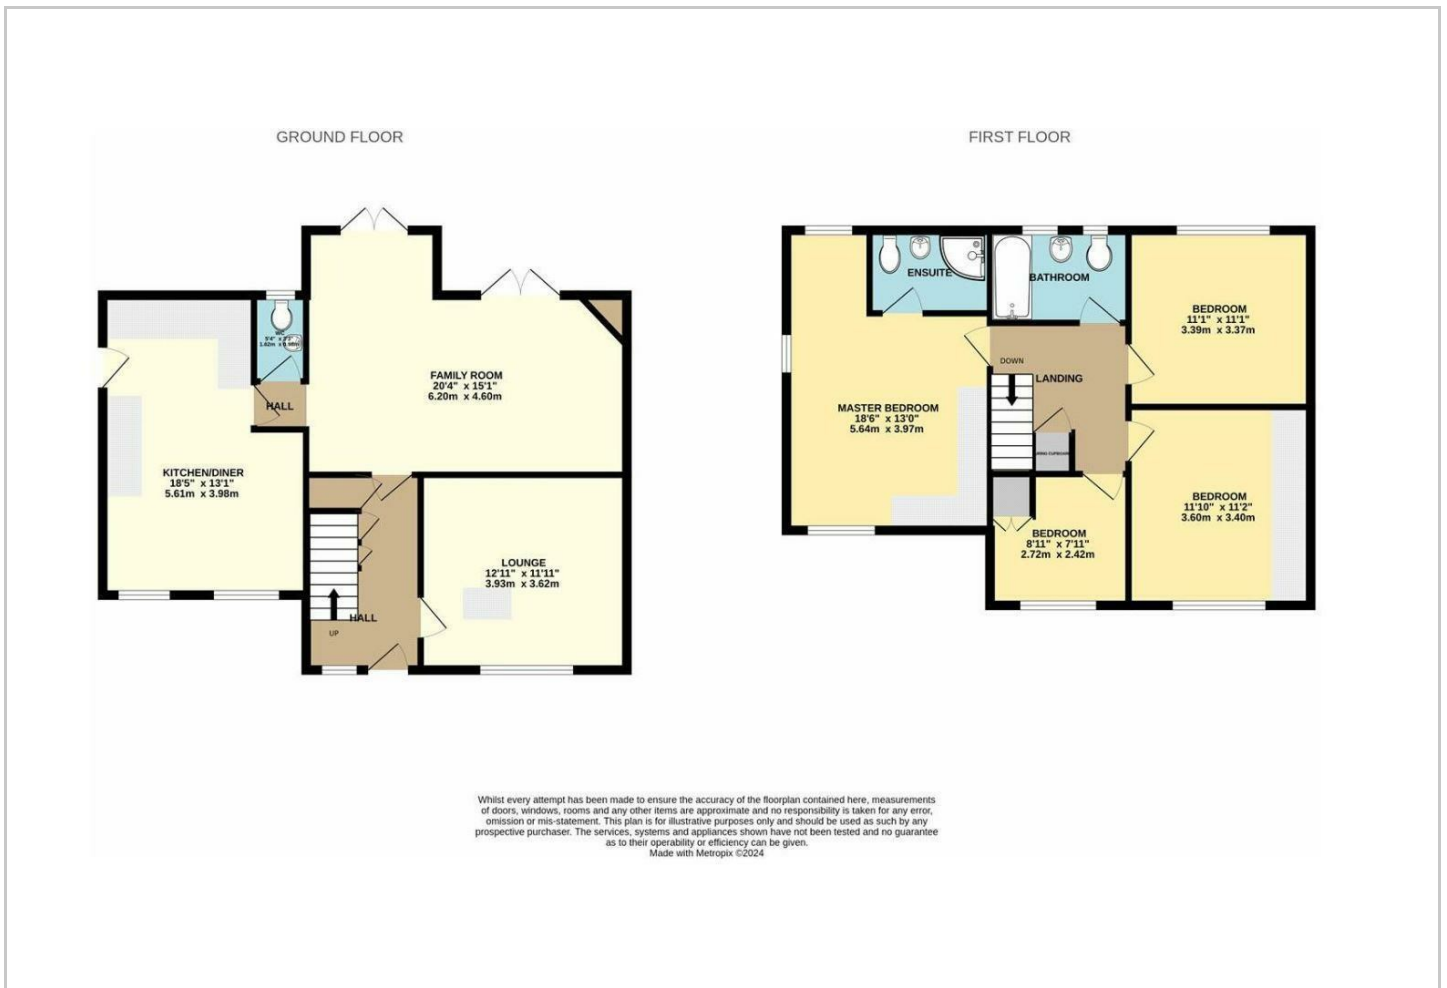 GROUND FLOOR
WC
5'4" x 3'2"
HALL
FAMILY ROOM
20'4" x 15'1"
6.20m x 4.60m
KITCHEN/DINER
18'5" x 13'1"
5.61m x 3.98m
LOUNGE
12'11" x 11'11"
3.93m x 3.62m
HALL
UP
FIRST FLOOR
ENSUITE
BATHROOM
BEDROOM
11'1" x 11'1"
3.39m x 3.37m
DOWN
LANDING
MASTER BEDROOM
18'6" x 13'0"
5.64m x 3.97m
BEDROOM
11'10" x 11'2"
3.60m x 3.40m
BEDROOM
8'11" x 7'11"
2.72m x 2.42m
Whilst every attempt has been made to ensure the accuracy of the floorplan contained here, measurements
of doors, windows, rooms and any other items are approximate and no responsibility is taken for any error,
omission or mis-statement. This plan is for illustrative purposes only and should be used as such by any
prospective purchaser. The services, systems and appliances shown have not been tested and no guarantee
as to their operability or efficiency can be given.
Made with Metropix ©2024